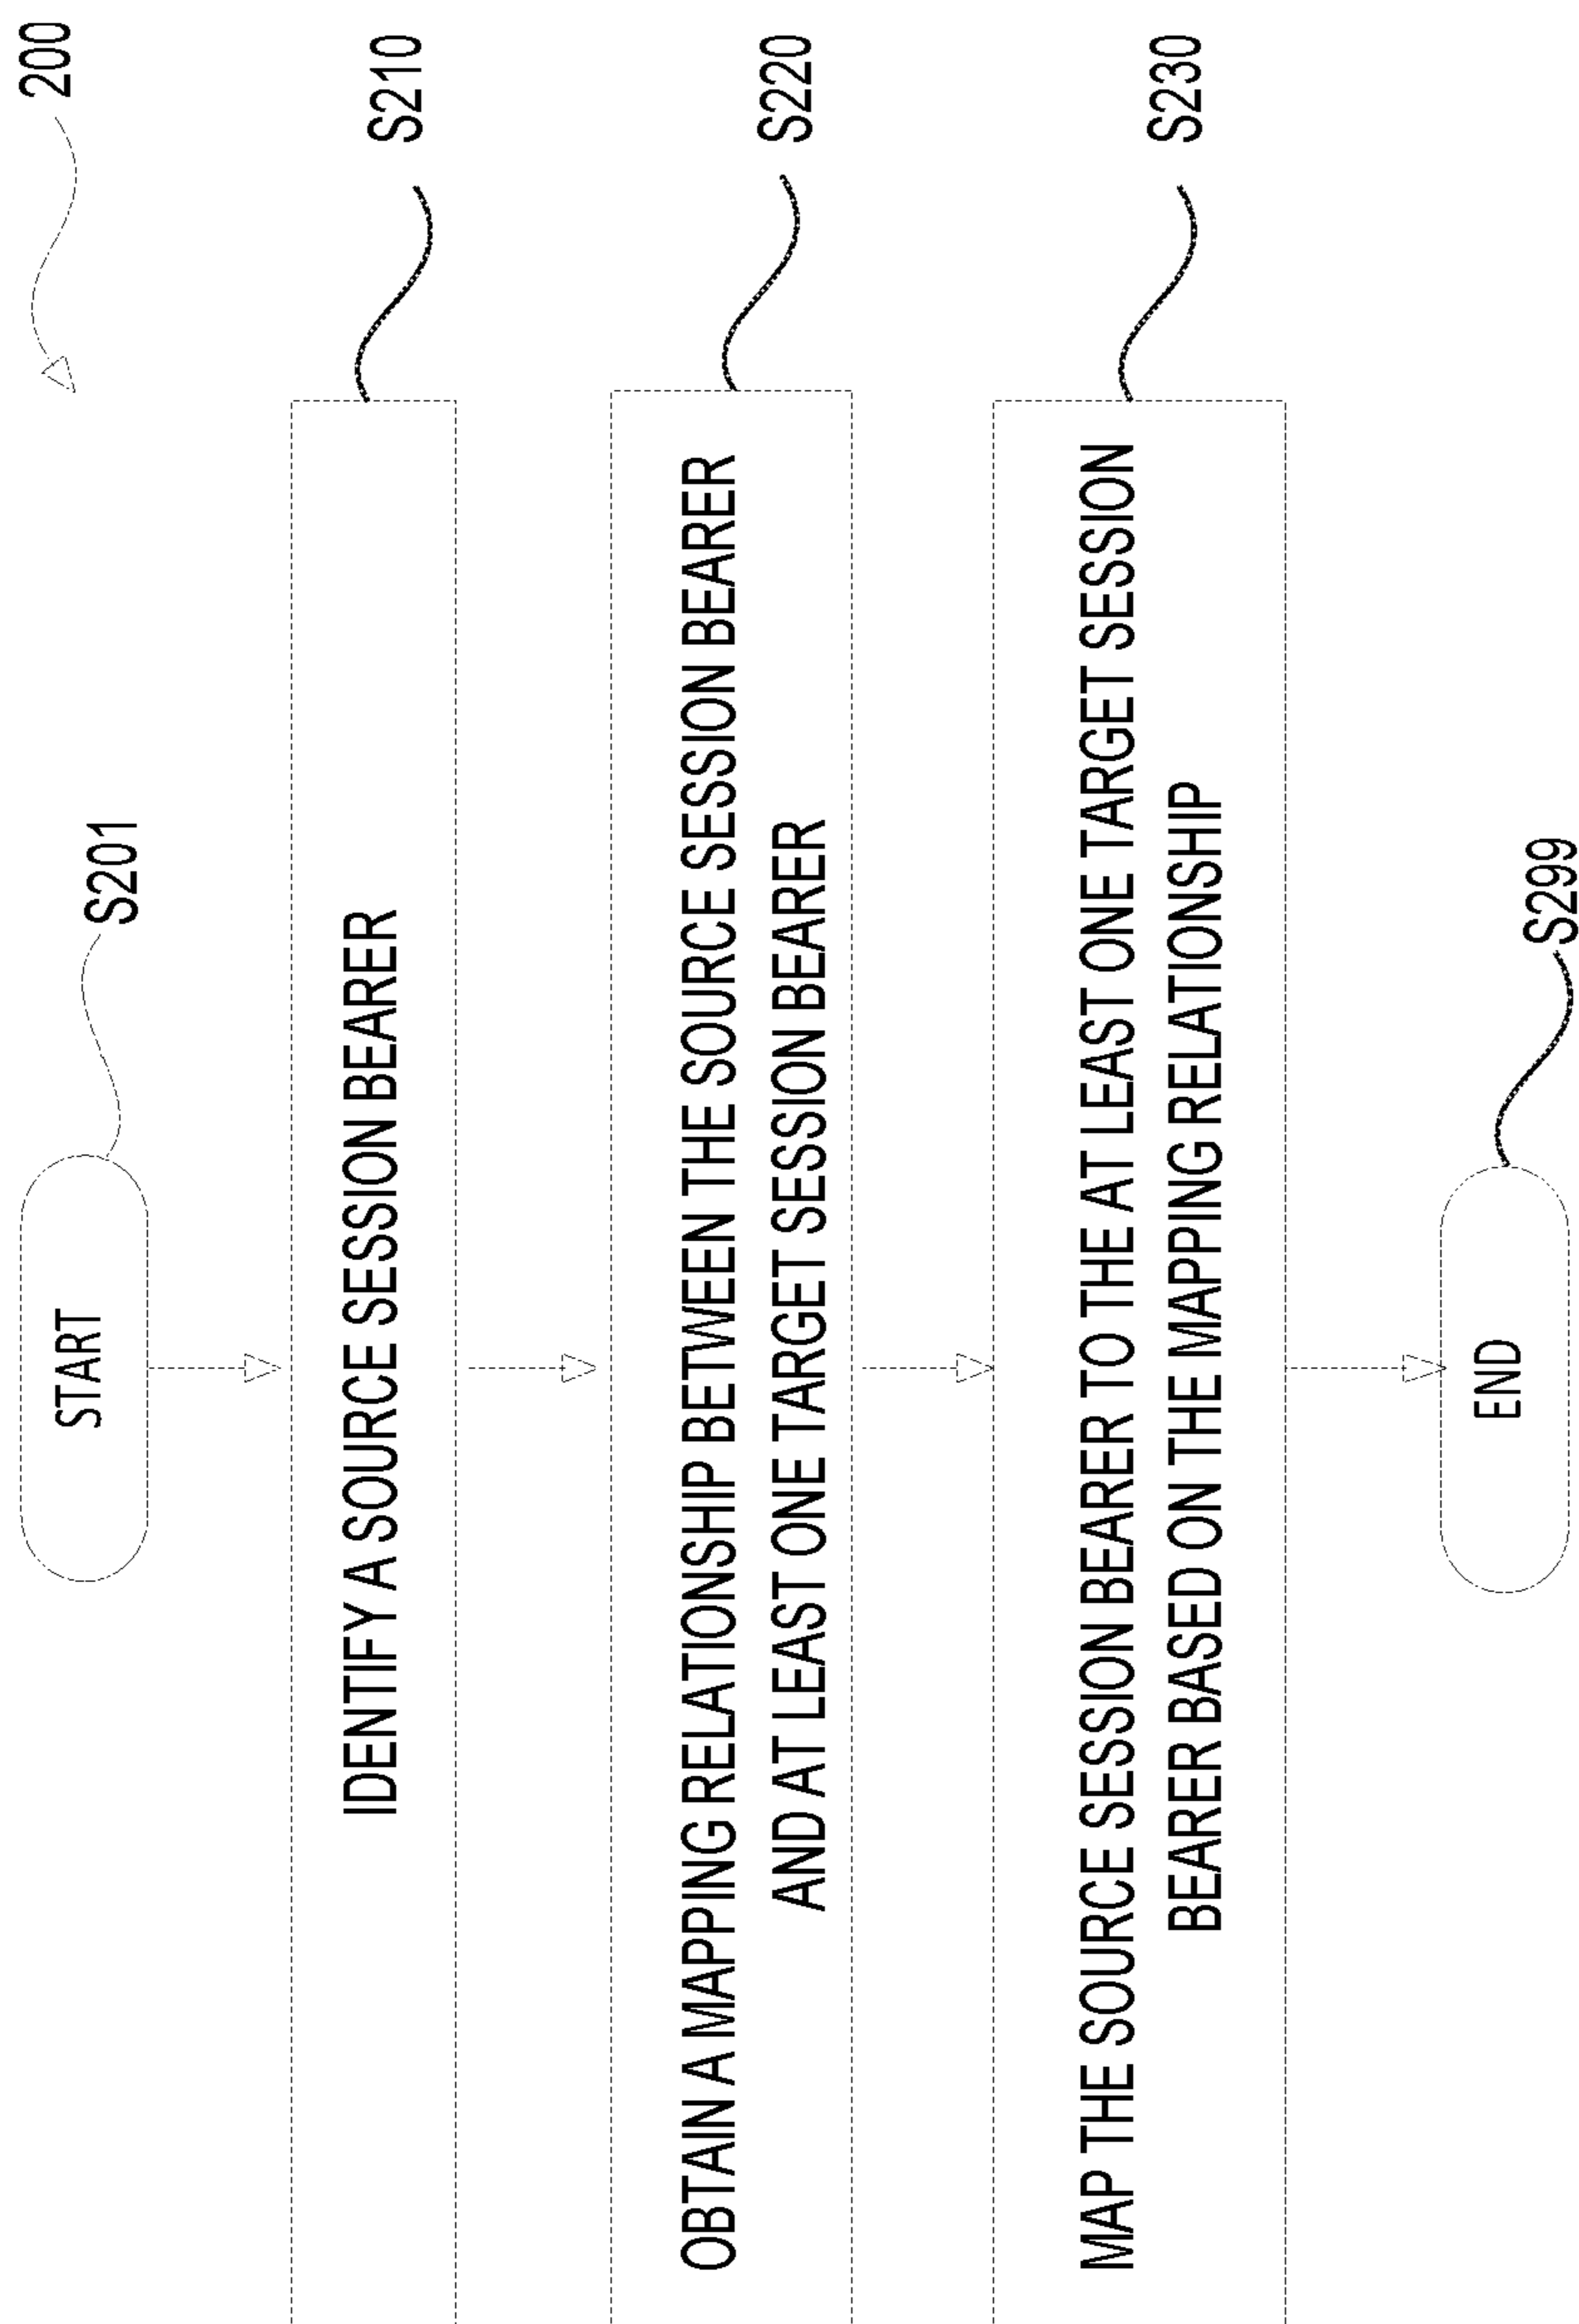 200
START
S201
IDENTIFY A SOURCE SESSION BEARER
S210
OBTAIN A MAPPING RELATIONSHIP BETWEEN THE SOURCE SESSION BEARER
AND AT LEAST ONE TARGET SESSION BEARER
S220
MAP THE SOURCE SESSION BEARER TO THE AT LEAST ONE TARGET SESSION
BEARER BASED ON THE MAPPING RELATIONSHIP
S230
END
S299